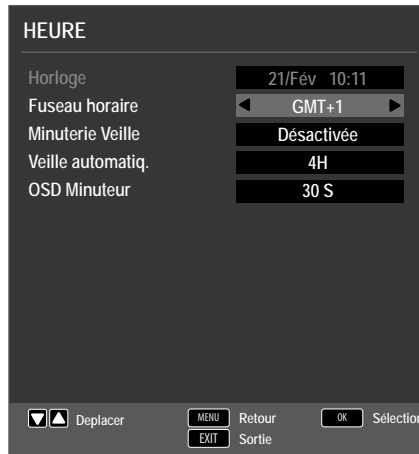 HEURE
Horloge 21/Fév 10:11
Fuseau horaire GMT+1
Minuterie Veille Désactivée
Veille automatiq. 4H
OSD Minuteur 30 S
Deplacer MENU Retour OK Sélection
EXIT Sortie